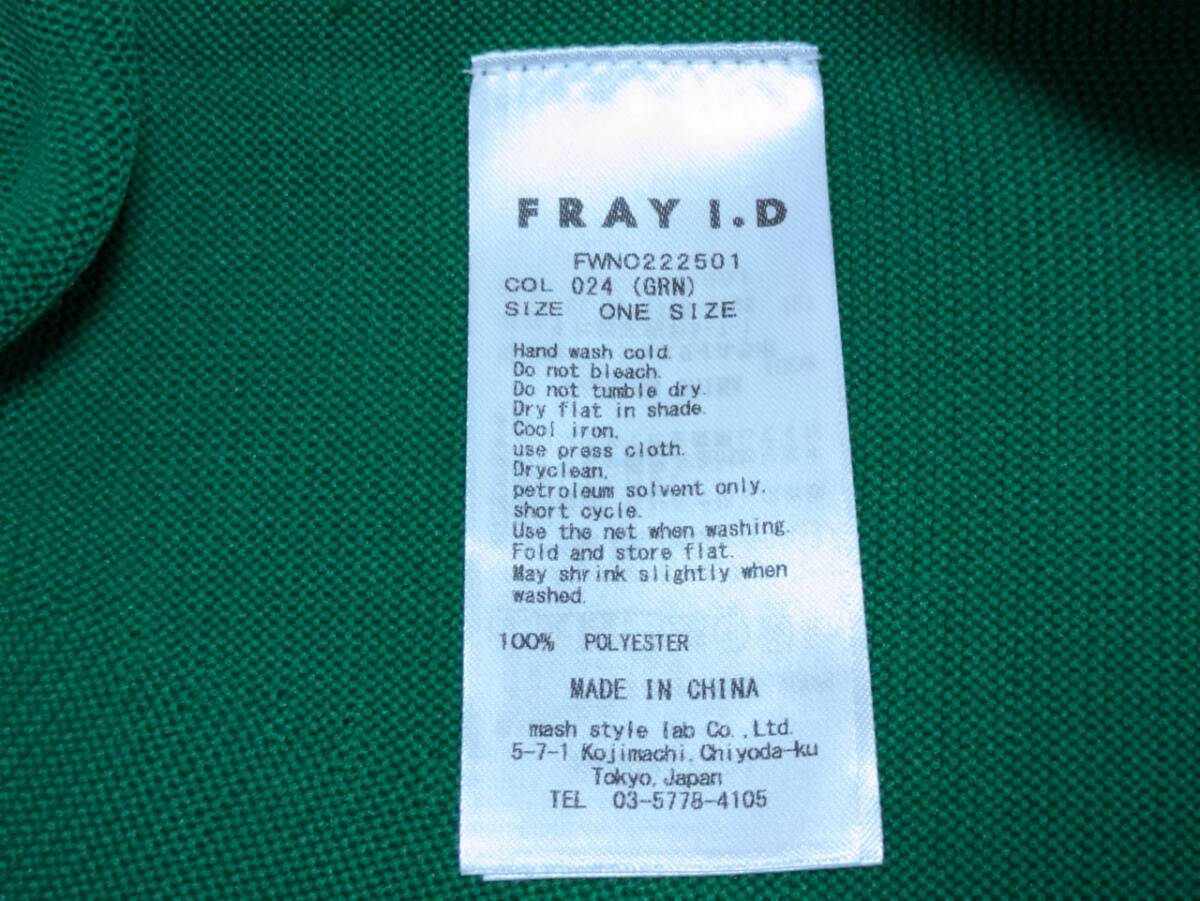 FRAY I.D
FWNO222501
COL 024 (GRN)
SIZE ONE SIZE
Hand wash cold.
Do not bleach.
Do not tumble dry.
Dry flat in shade.
Cool iron,
use press cloth.
Dryclean,
petroleum solvent only,
short cycle.
Use the net when washing.
Fold and store flat.
May shrink slightly when
washed.
100% POLYESTER
MADE IN CHINA
mash style lab Co.,Ltd.
5-7-1 Kojimachi,Chiyoda-ku
Tokyo,Japan
TEL 03-5778-4105